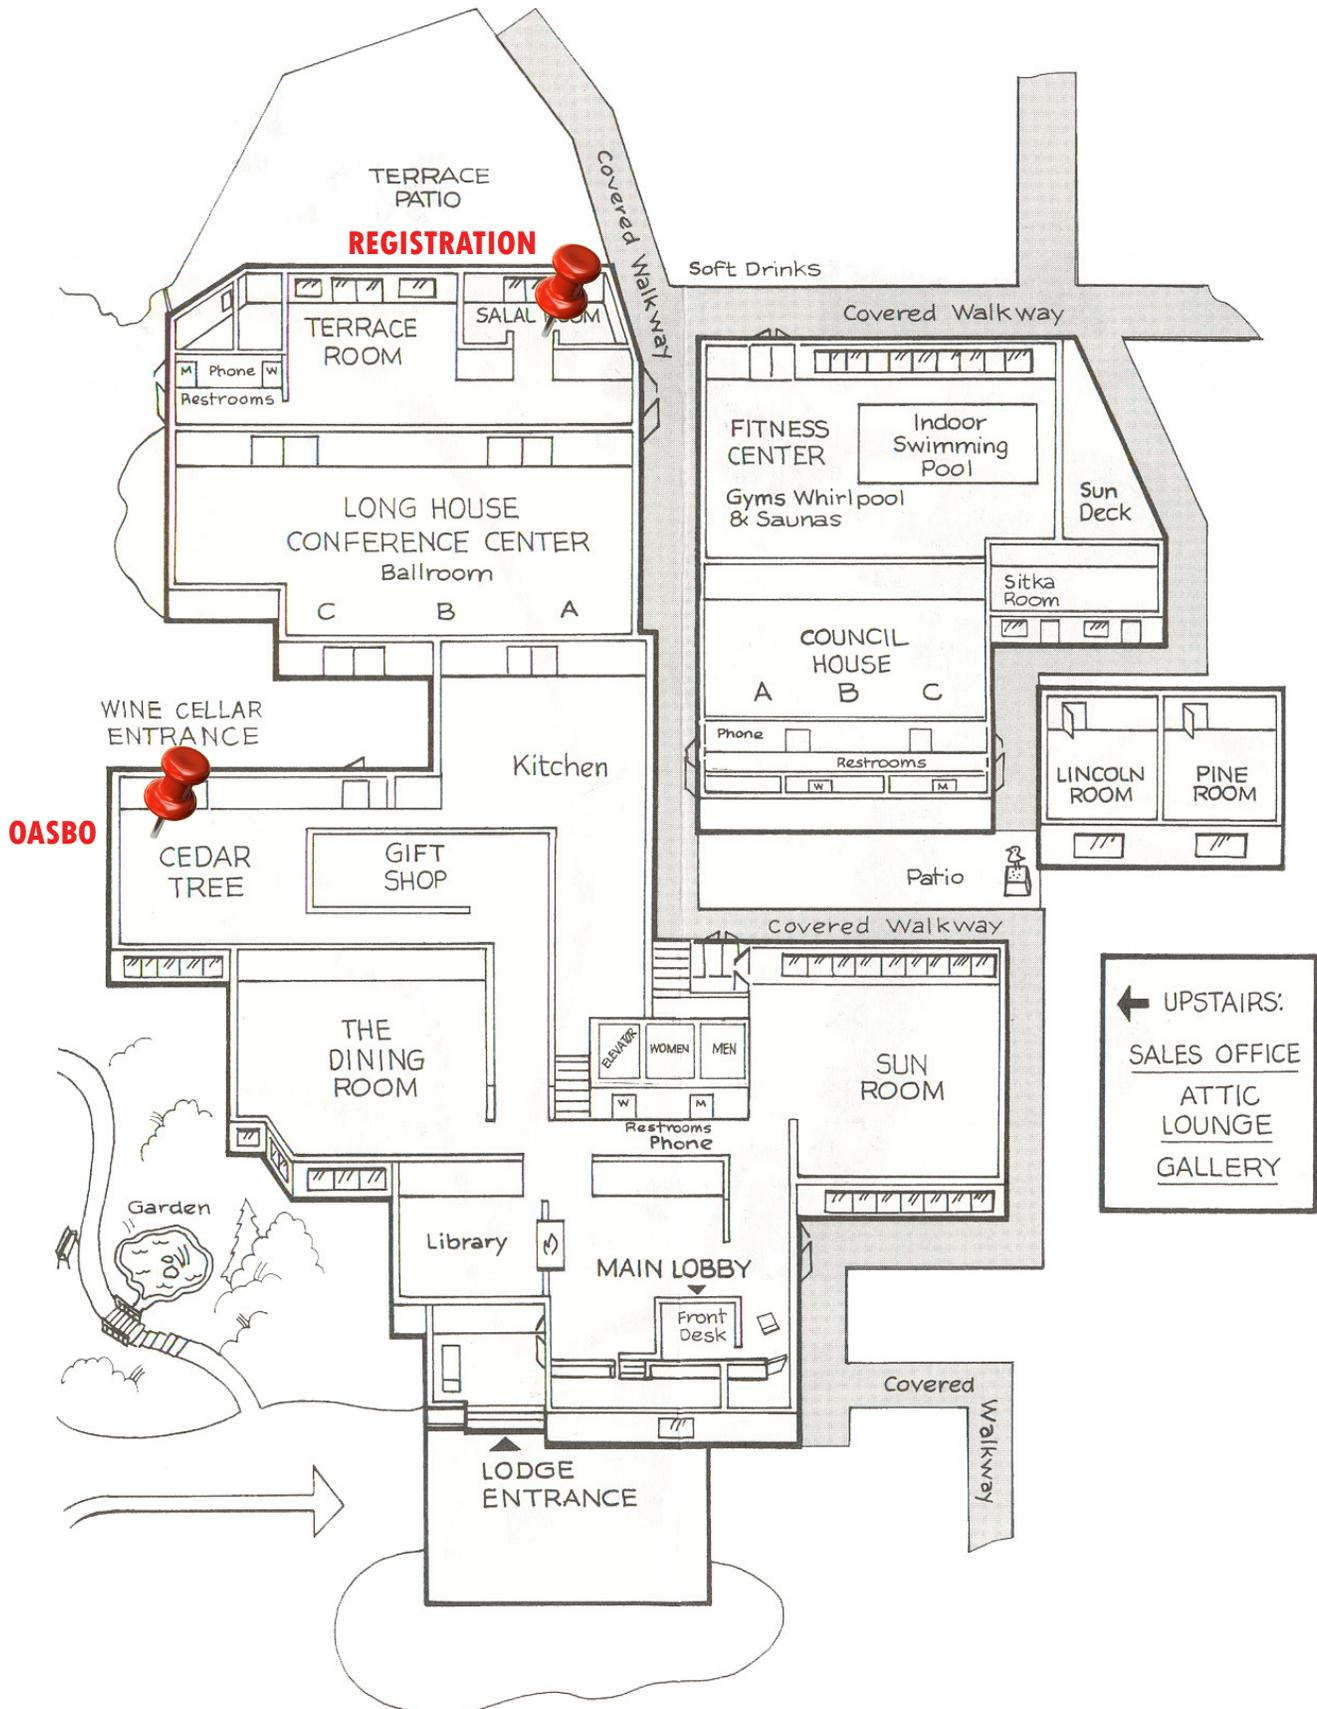 TERRACE
PATIO
REGISTRATION
Covered Walkway
Soft Drinks
Covered Walkway
SALAL ROOM
TERRACE
ROOM
M Phone W
Restrooms
FITNESS
CENTER
Gyms Whirlpool
& Saunas
Indoor
Swimming
Pool
Sun
Deck
LONG HOUSE
CONFERENCE CENTER
Ballroom
C B A
Sitka
Room
COUNCIL
HOUSE
A B C
Phone
Restrooms
W M
LINCOLN
ROOM
PINE
ROOM
WINE CELLAR
ENTRANCE
Kitchen
OASBO
CEDAR
TREE
GIFT
SHOP
Patio
Covered Walkway
THE
DINING
ROOM
ELEVATOR
WOMEN
MEN
W M
Restrooms
Phone
SUN
ROOM
UPSTAIRS:
SALES OFFICE
ATTIC
LOUNGE
GALLERY
Garden
Library
MAIN LOBBY
Front
Desk
Covered
Walkway
LODGE
ENTRANCE